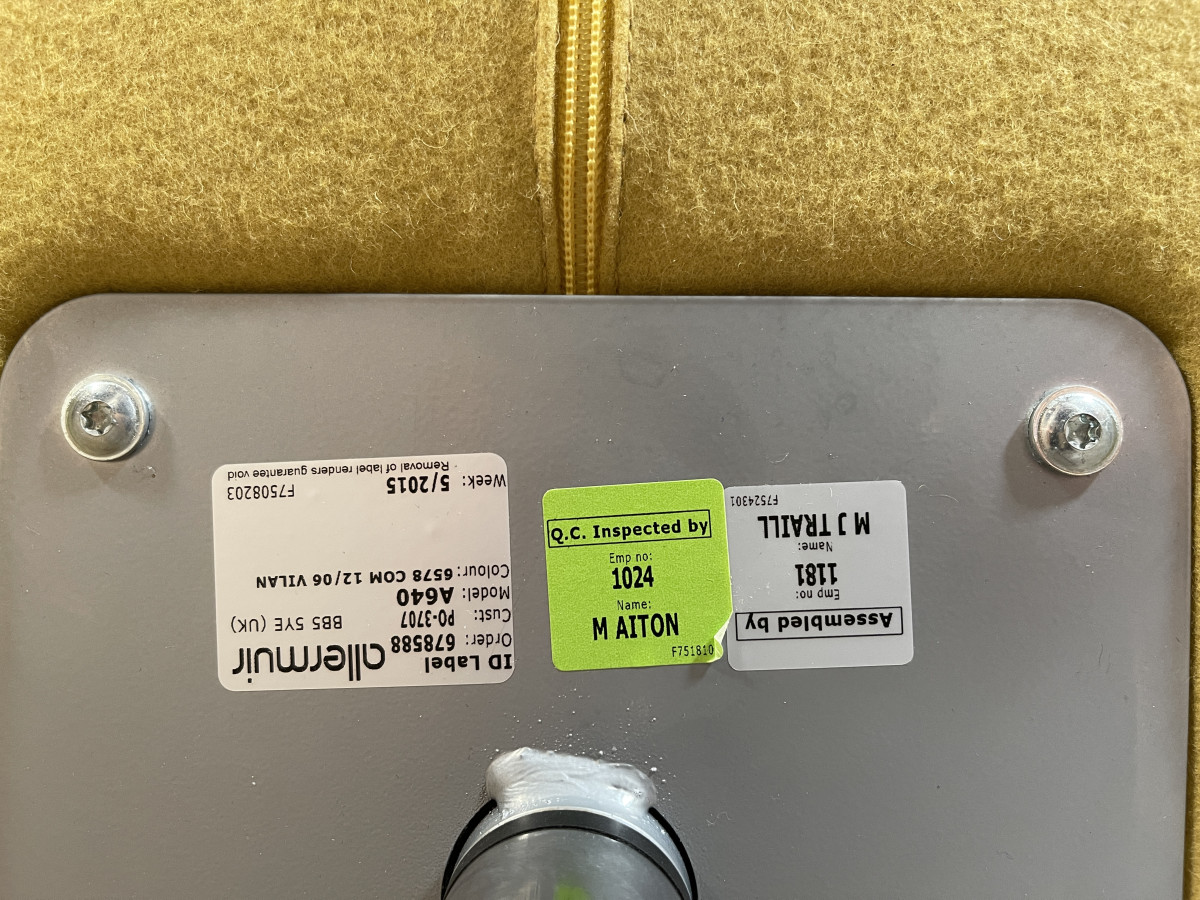 ID Label allermuir
Order: 678588
Cust: PO-3707 BB5 5YE (UK)
Model: A640
Colour: 6578 COM 12/06 VILAN
Week: 5/2015 F7508203
Removal of label renders guarantee void
Q.C. Inspected by
Emp no:
1024
Name:
M AITON
F751810
Assembled by
Emp no:
1181
Name:
M J TRAILL
F7524301